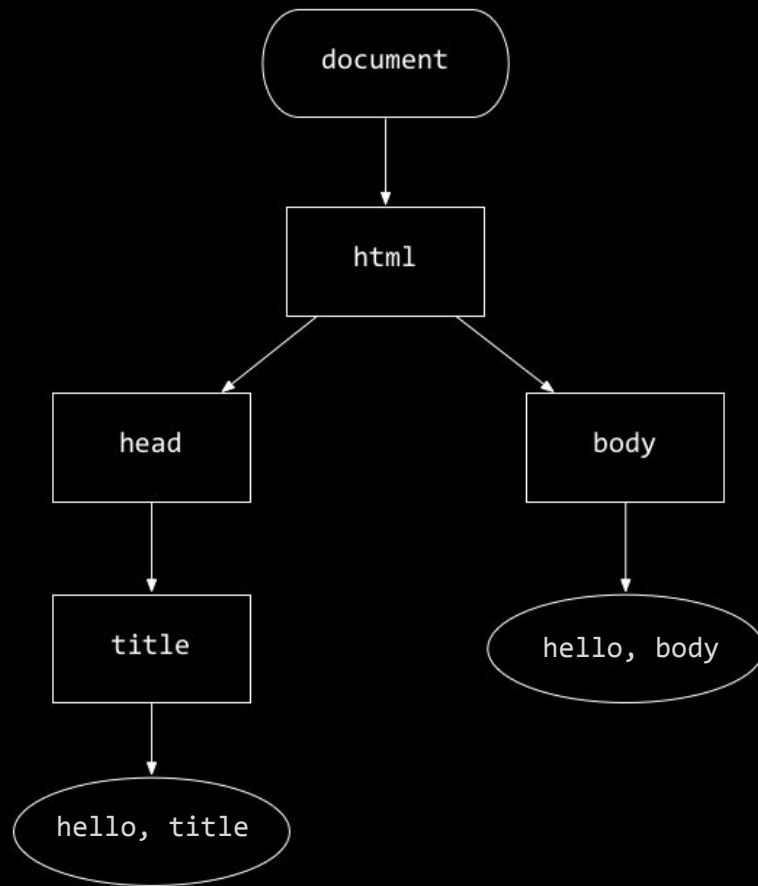 document
html
head
body
title
hello, body
hello, title